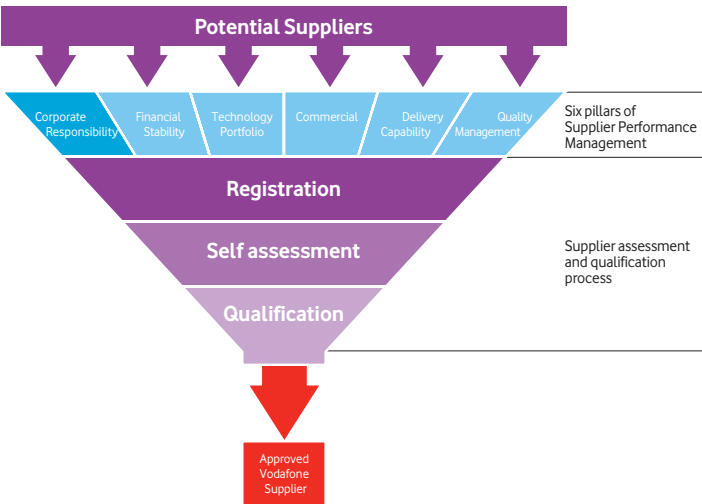 Potential Suppliers
Corporate
Responsibility
Financial
Stability
Technology
Portfolio
Commercial
Delivery
Capability
Quality
Management
Six pillars of
Supplier Performance
Management
Registration
Self assessment
Supplier assessment
and qualification
process
Qualification
Approved
Vodafone
Supplier